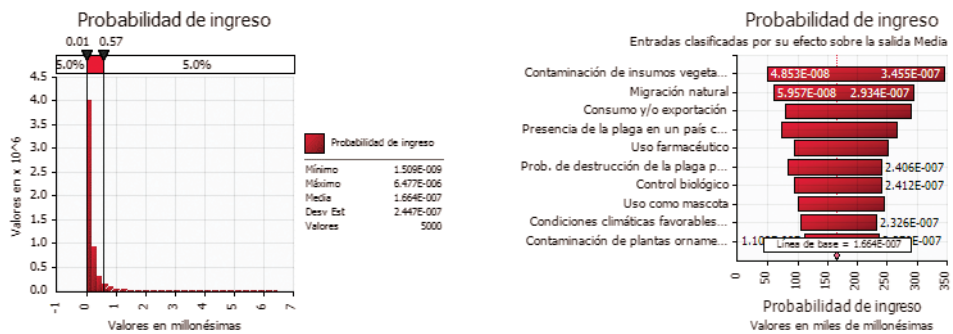 Probabilidad de ingreso
0.01 0.57
5.0% 5.0%
4.5
4.0
3.5
3.0
2.5
2.0
1.5
1.0
0.5
0.0
Valores en x 10^6
-1 0 1 2 3 4 5 6 7
Valores en millonésimas
Probabilidad de ingreso
Mínimo 1.509E-009
Máximo 6.477E-006
Media 1.664E-007
Desv Est 2.447E-007
Valores 5000
Probabilidad de ingreso
Entradas clasificadas por su efecto sobre la salida Media
Contaminación de insumos vegeta... 4.853E-008 3.455E-007
Migración natural 5.957E-008 2.934E-007
Consumo y/o exportación
Presencia de la plaga en un país c...
Uso farmacéutico
Prob. de destrucción de la plaga p... 2.406E-007
Control biológico 2.412E-007
Uso como mascota
Condiciones climáticas favorables... 2.326E-007
Contaminación de plantas orname...
Línea de base = 1.664E-007
0 50 100 150 200 250 300 350
Probabilidad de ingreso
Valores en miles de millonésimas